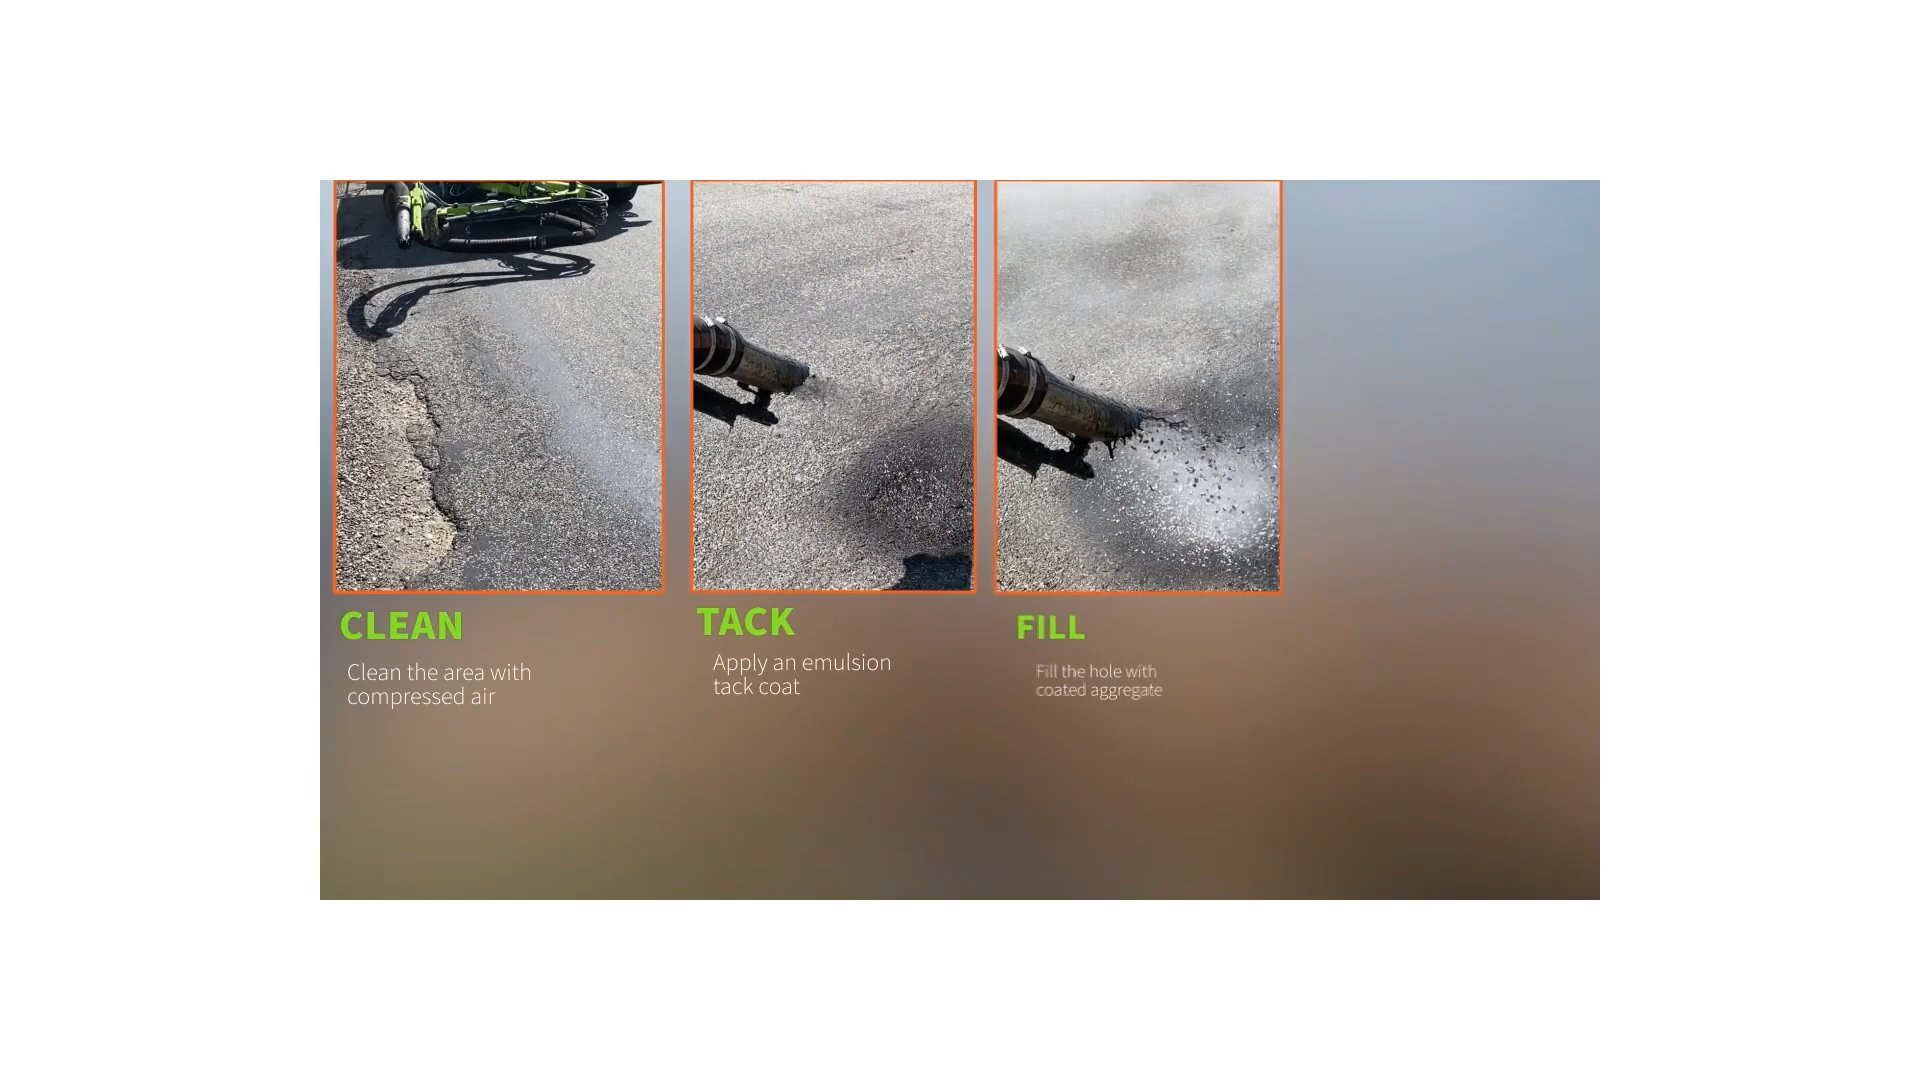 CLEAN
Clean the area with
compressed air
TACK
Apply an emulsion
tack coat
FILL
Fill the hole with
coated aggregate